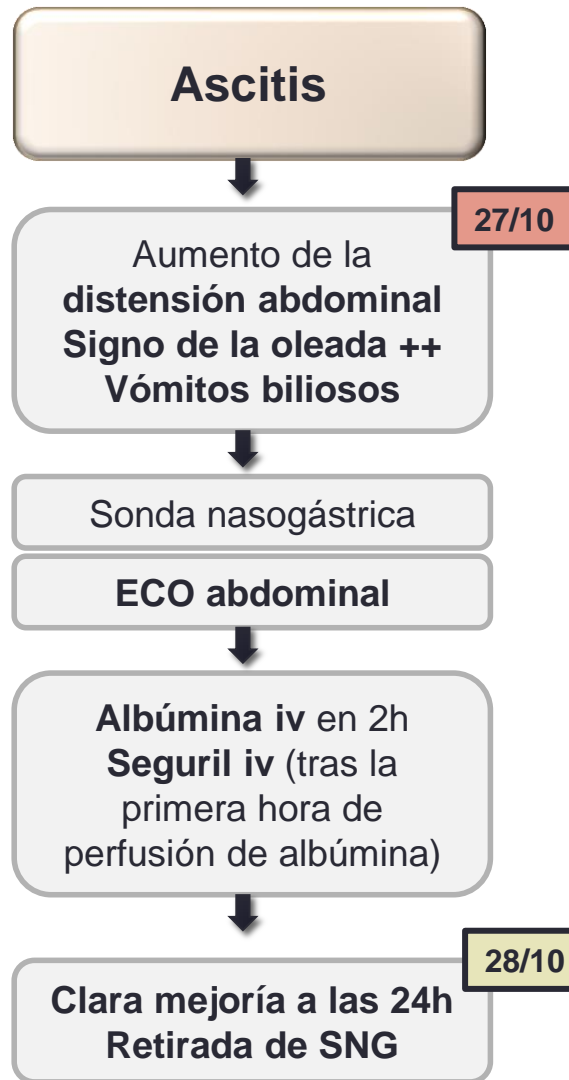 Ascitis
27/10
Aumento de la
distensión abdominal
Signo de la oleada ++
Vómitos biliosos
Sonda nasogástrica
ECO abdominal
Albúmina iv en 2h
Seguril iv (tras la
primera hora de
perfusión de albúmina)
28/10
Clara mejoría a las 24h
Retirada de SNG